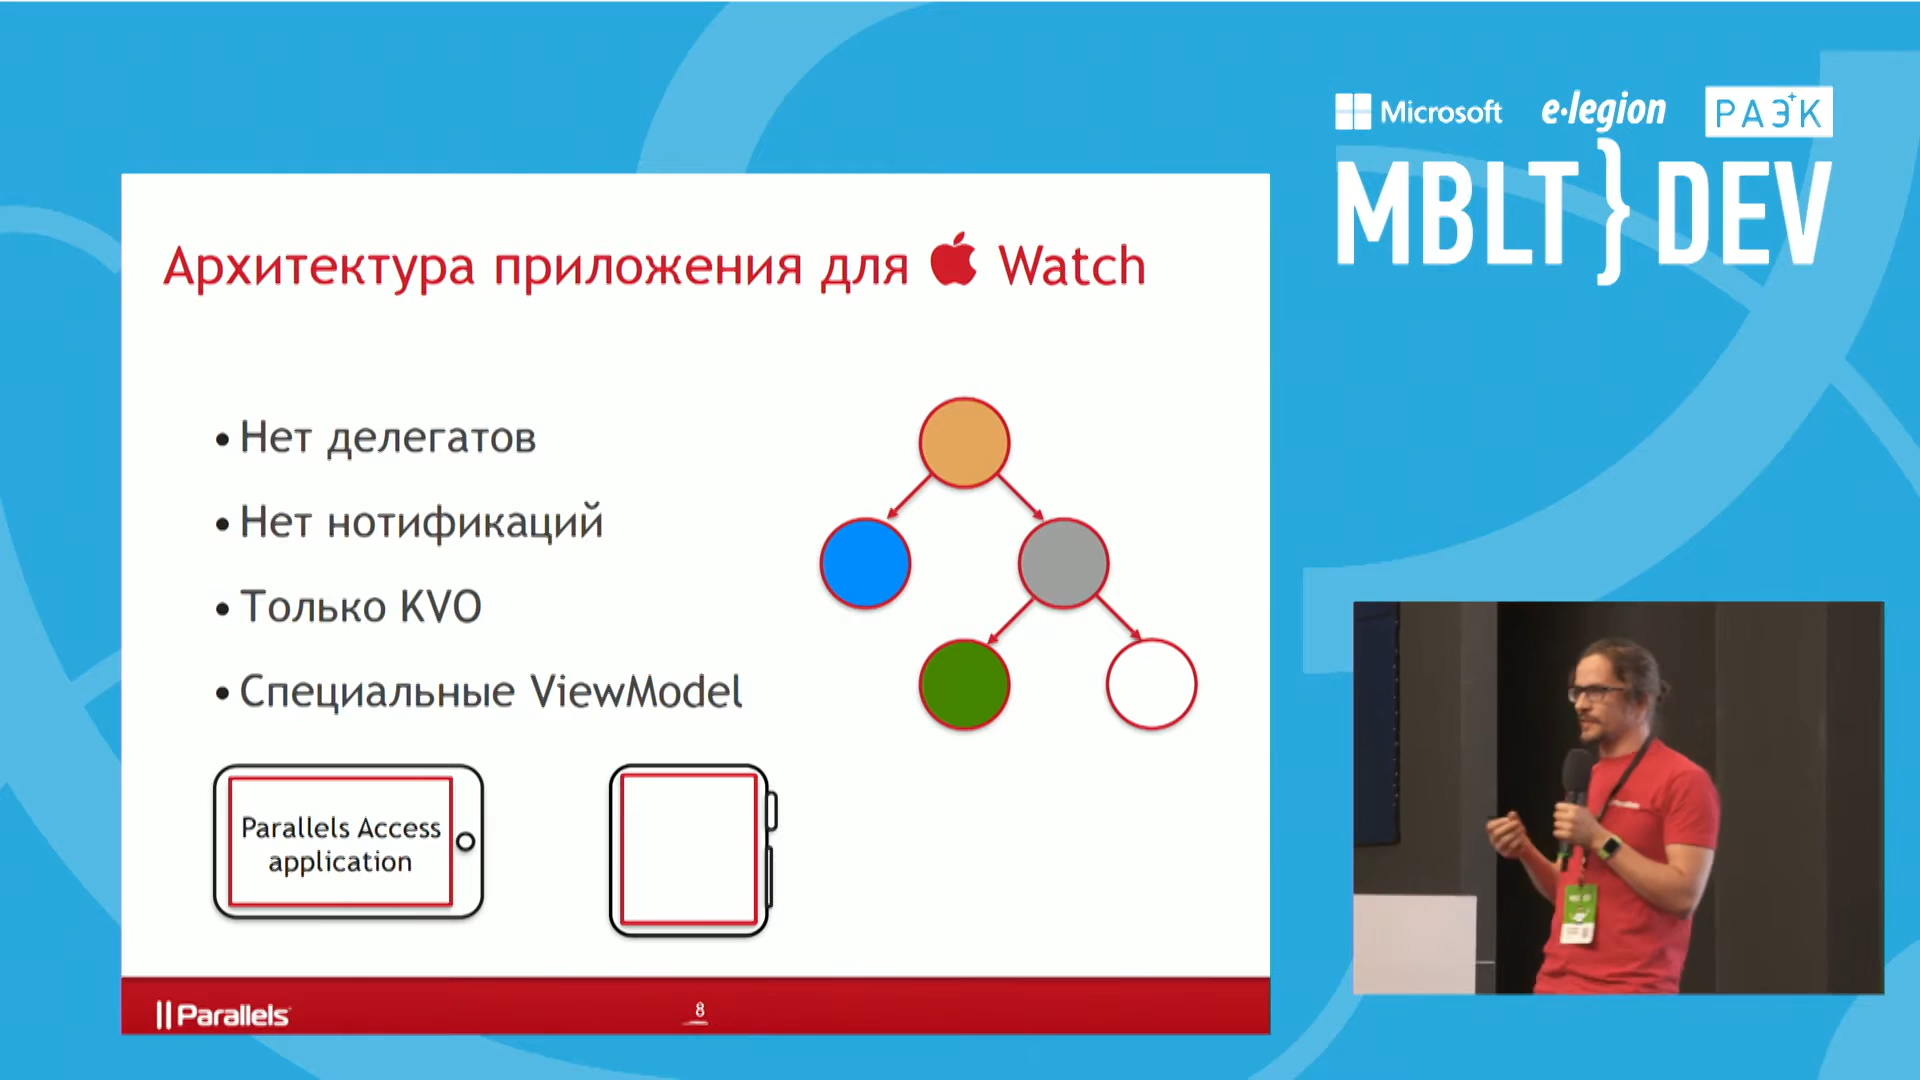 Microsoft e·legion РАЭК
MBLT}DEV
Архитектура приложения для Watch
• Нет делегатов
• Нет нотификаций
• Только KVO
• Специальные ViewModel
Parallels Access
application
Parallels
8